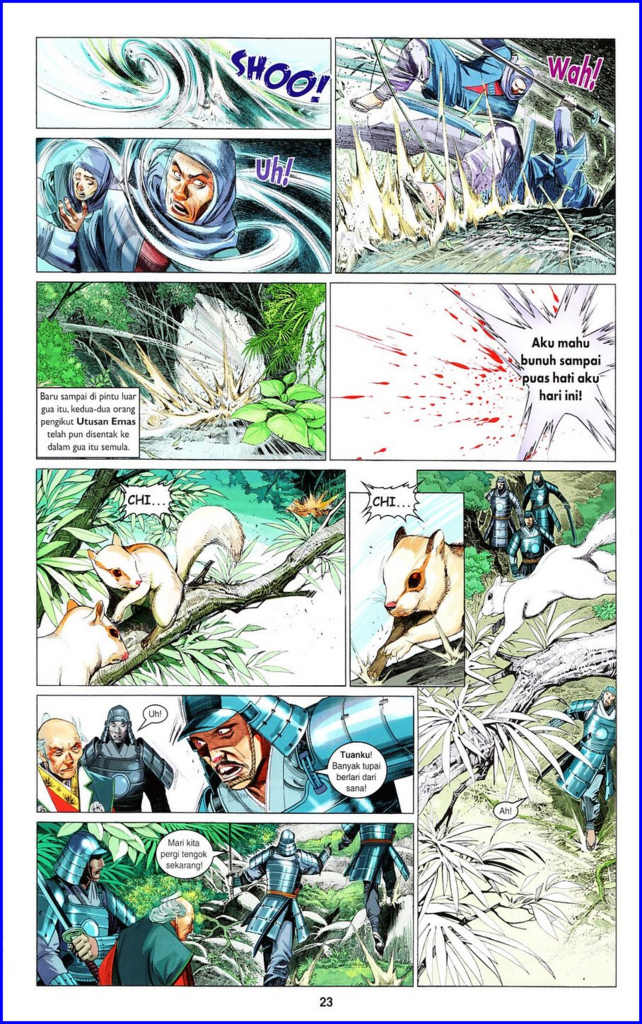 SHOO!
Wah!
Uh!
Baru sampai di pintu luar
gua itu, kedua-dua orang
pengikut Utusan Emas
telah pun disentak ke
dalam gua itu semula.
Aku mahu
bunuh sampai
puas hati aku
hari ini!
CHI...
CHI...
Uh!
Tuanku!
Banyak tupai
berlari dari
sana!
Ah!
Mari kita
pergi tengok
sekarang!
23